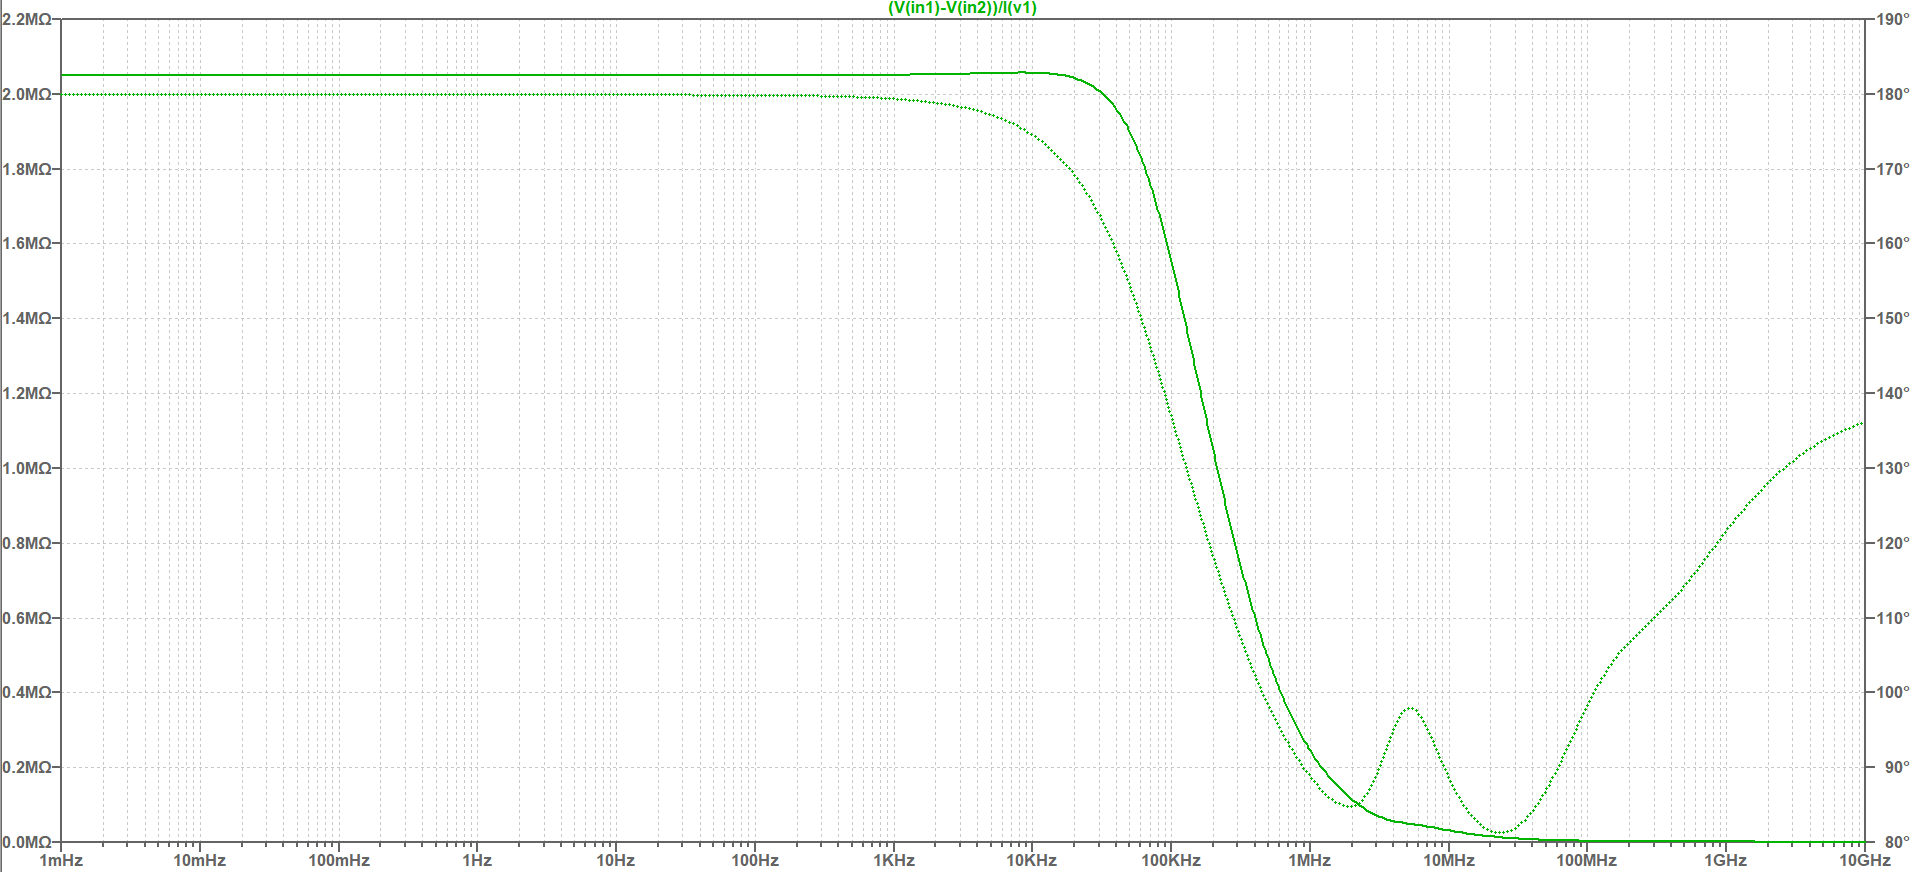 (V(in1)-V(in2))/I(v1)
2.2MΩ 190°
2.0MΩ 180°
1.8MΩ 170°
1.6MΩ 160°
1.4MΩ 150°
1.2MΩ 140°
1.0MΩ 130°
0.8MΩ 120°
0.6MΩ 110°
0.4MΩ 100°
0.2MΩ 90°
0.0MΩ 80°
1mHz 10mHz 100mHz 1Hz 10Hz 100Hz 1KHz 10KHz 100KHz 1MHz 10MHz 100MHz 1GHz 10GHz